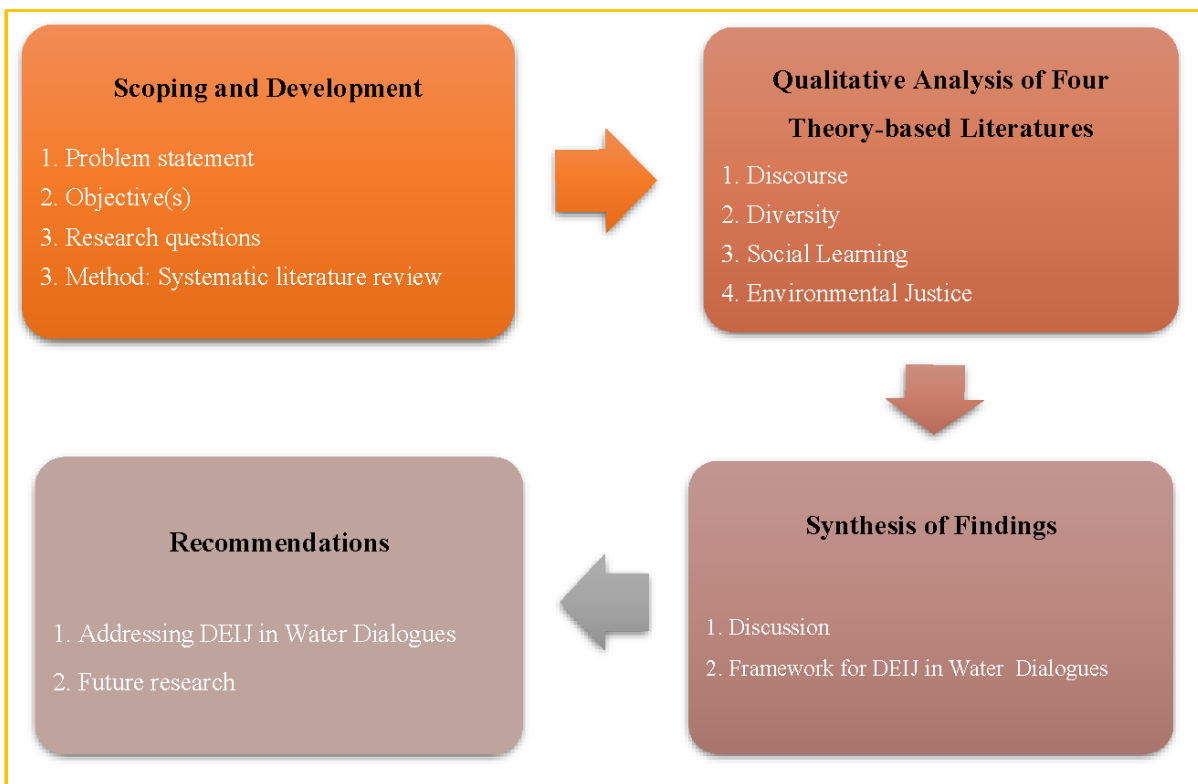 Scoping and Development
1. Problem statement
2. Objective(s)
3. Research questions
3. Method: Systematic literature review
Qualitative Analysis of Four
Theory-based Literatures
1. Discourse
2. Diversity
3. Social Learning
4. Environmental Justice
Synthesis of Findings
1. Discussion
2. Framework for DEIJ in Water Dialogues
Recommendations
1. Addressing DEIJ in Water Dialogues
2. Future research